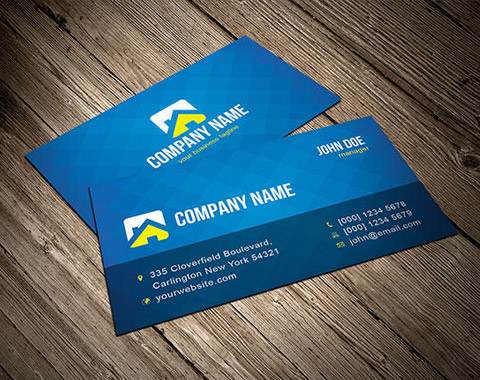 COMPANY NAME
your business tagline
JOHN DOE
manager
COMPANY NAME
[000] 1234 5678
[000] 1234 5679
john@email.com
335 Cloverfield Boulevard,
Carlington New York 54321
yourwebsite.com